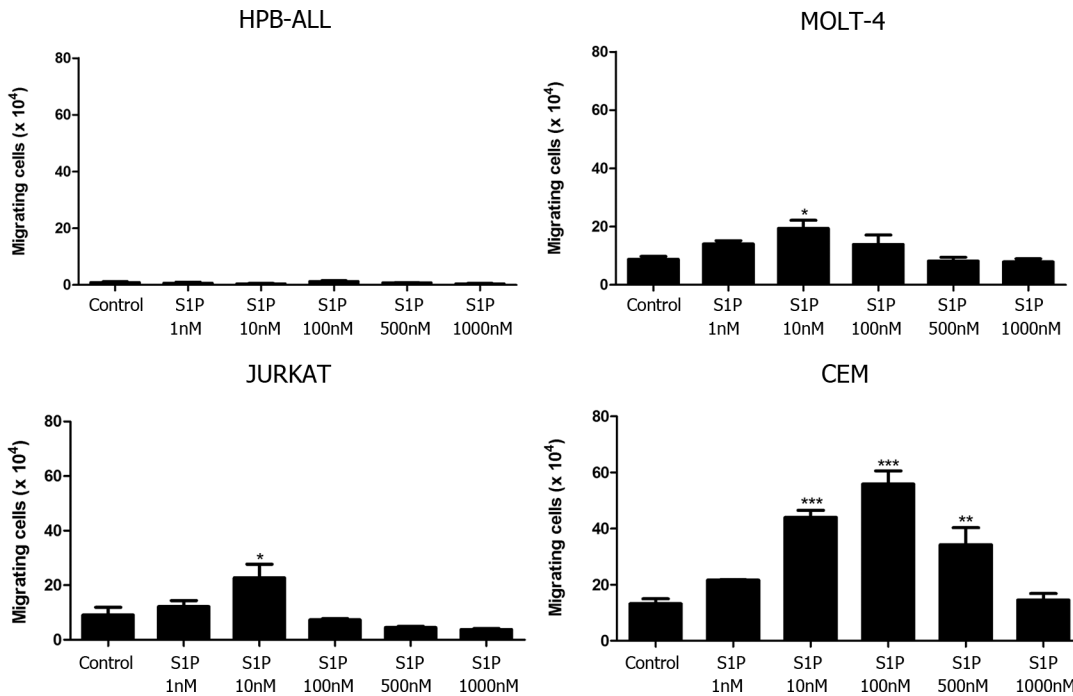 HPB-ALL
Migrating cells (x 10⁴)
80
60
40
20
0
Control S1P S1P S1P S1P S1P
1nM 10nM 100nM 500nM 1000nM
MOLT-4
Migrating cells (x 10⁴)
80
60
40
20
0
*
Control S1P S1P S1P S1P S1P
1nM 10nM 100nM 500nM 1000nM
JURKAT
Migrating cells (x 10⁴)
80
60
40
20
0
*
Control S1P S1P S1P S1P S1P
1nM 10nM 100nM 500nM 1000nM
CEM
Migrating cells (x 10⁴)
80
60
40
20
0
*** *** **
Control S1P S1P S1P S1P S1P
1nM 10nM 100nM 500nM 1000nM